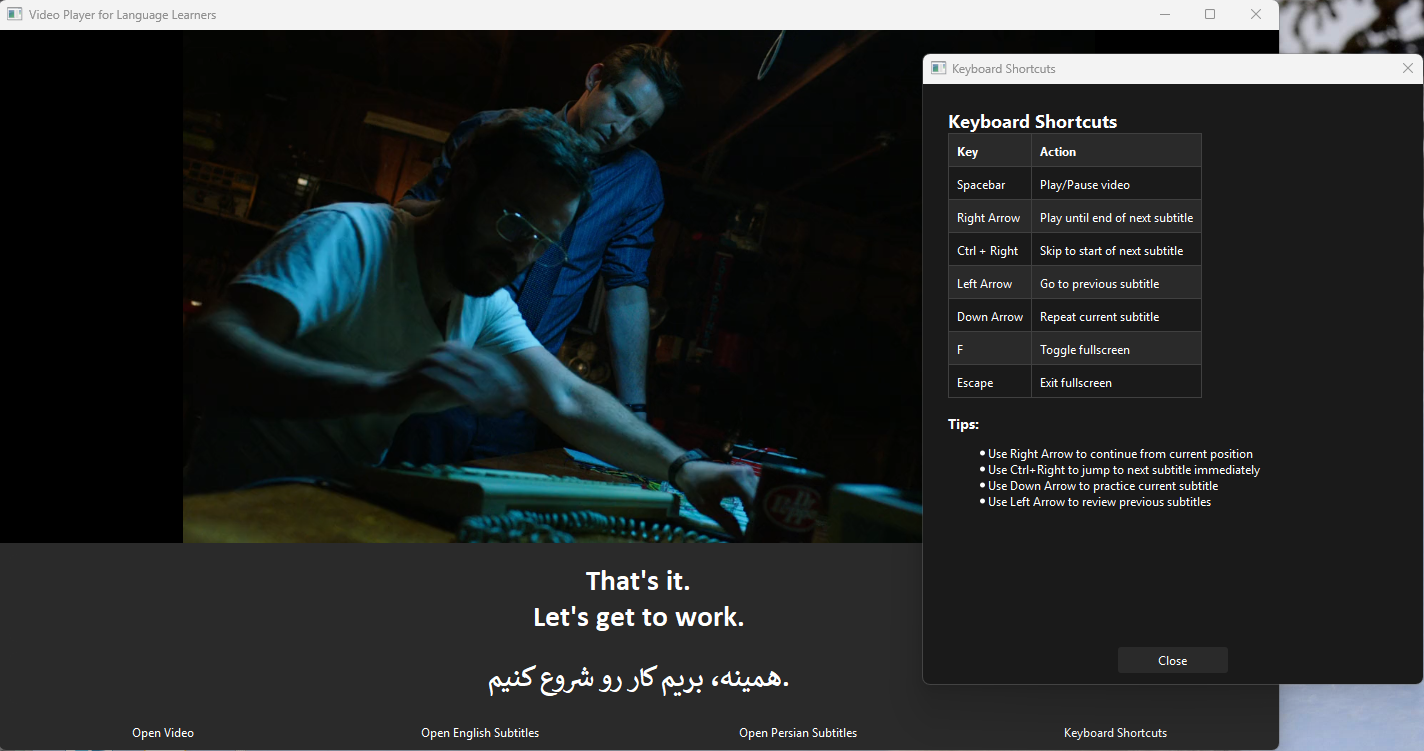 Video Player for Language Learners
That's it.
Let's get to work.
همینه، بریم کار رو شروع کنیم.
Open Video
Open English Subtitles
Open Persian Subtitles
Keyboard Shortcuts
Keyboard Shortcuts
Keyboard Shortcuts
Key Action
Spacebar Play/Pause video
Right Arrow Play until end of next subtitle
Ctrl + Right Skip to start of next subtitle
Left Arrow Go to previous subtitle
Down Arrow Repeat current subtitle
F Toggle fullscreen
Escape Exit fullscreen
Tips:
• Use Right Arrow to continue from current position
• Use Ctrl+Right to jump to next subtitle immediately
• Use Down Arrow to practice current subtitle
• Use Left Arrow to review previous subtitles
Close